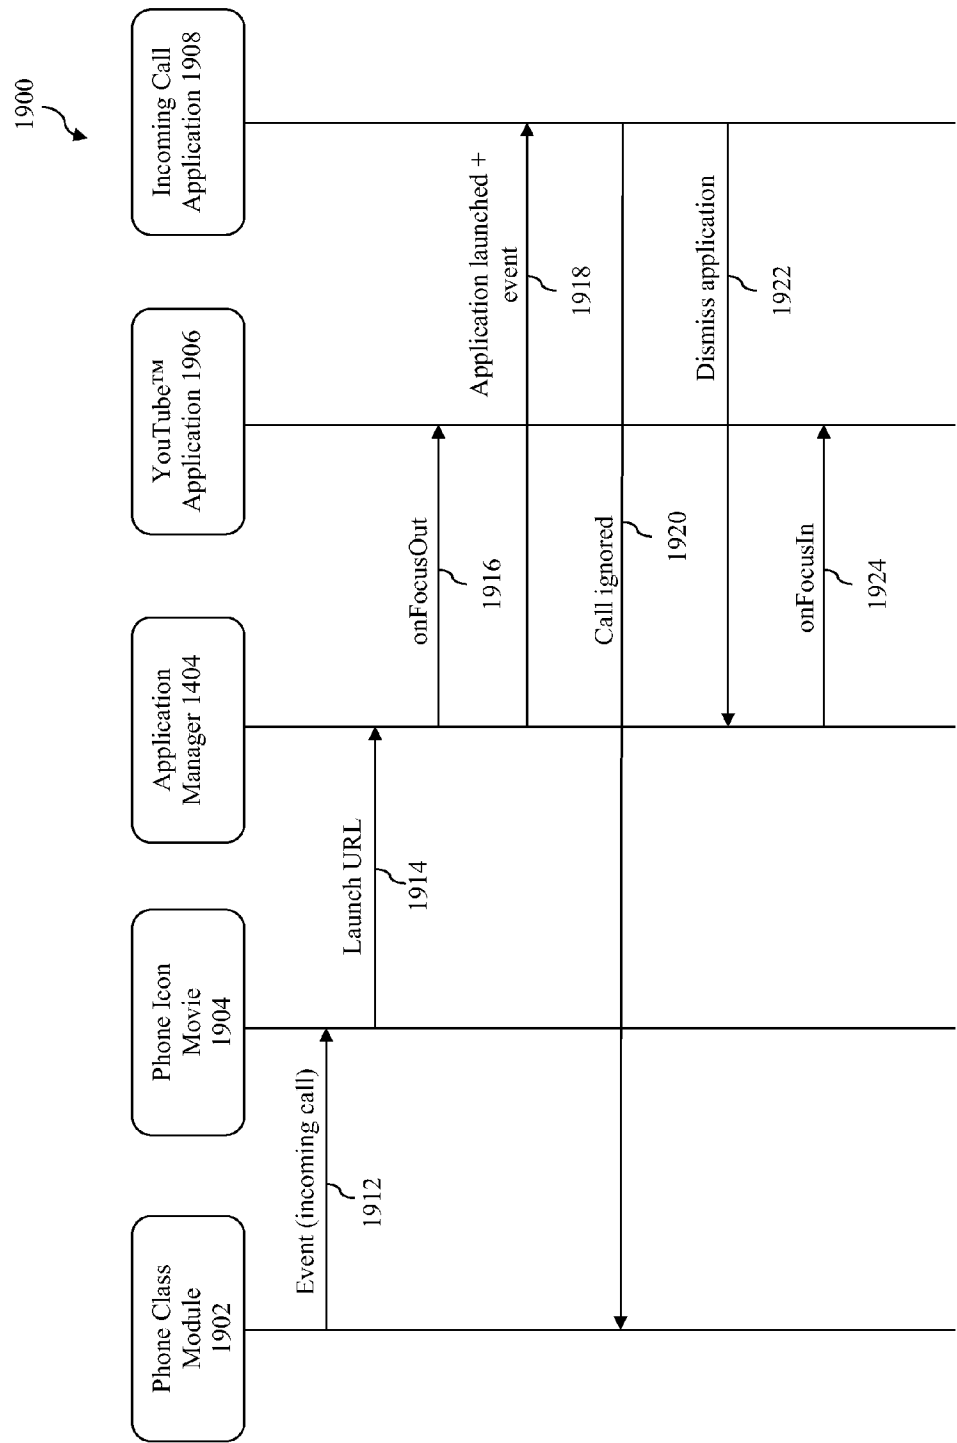 1900
Phone Class
Module
1902
Phone Icon
Movie
1904
Application
Manager 1404
YouTube™
Application 1906
Incoming Call
Application 1908
Event (incoming call)
1912
Launch URL
1914
onFocusOut
1916
Application launched +
event
1918
Call ignored
1920
Dismiss application
1922
onFocusIn
1924